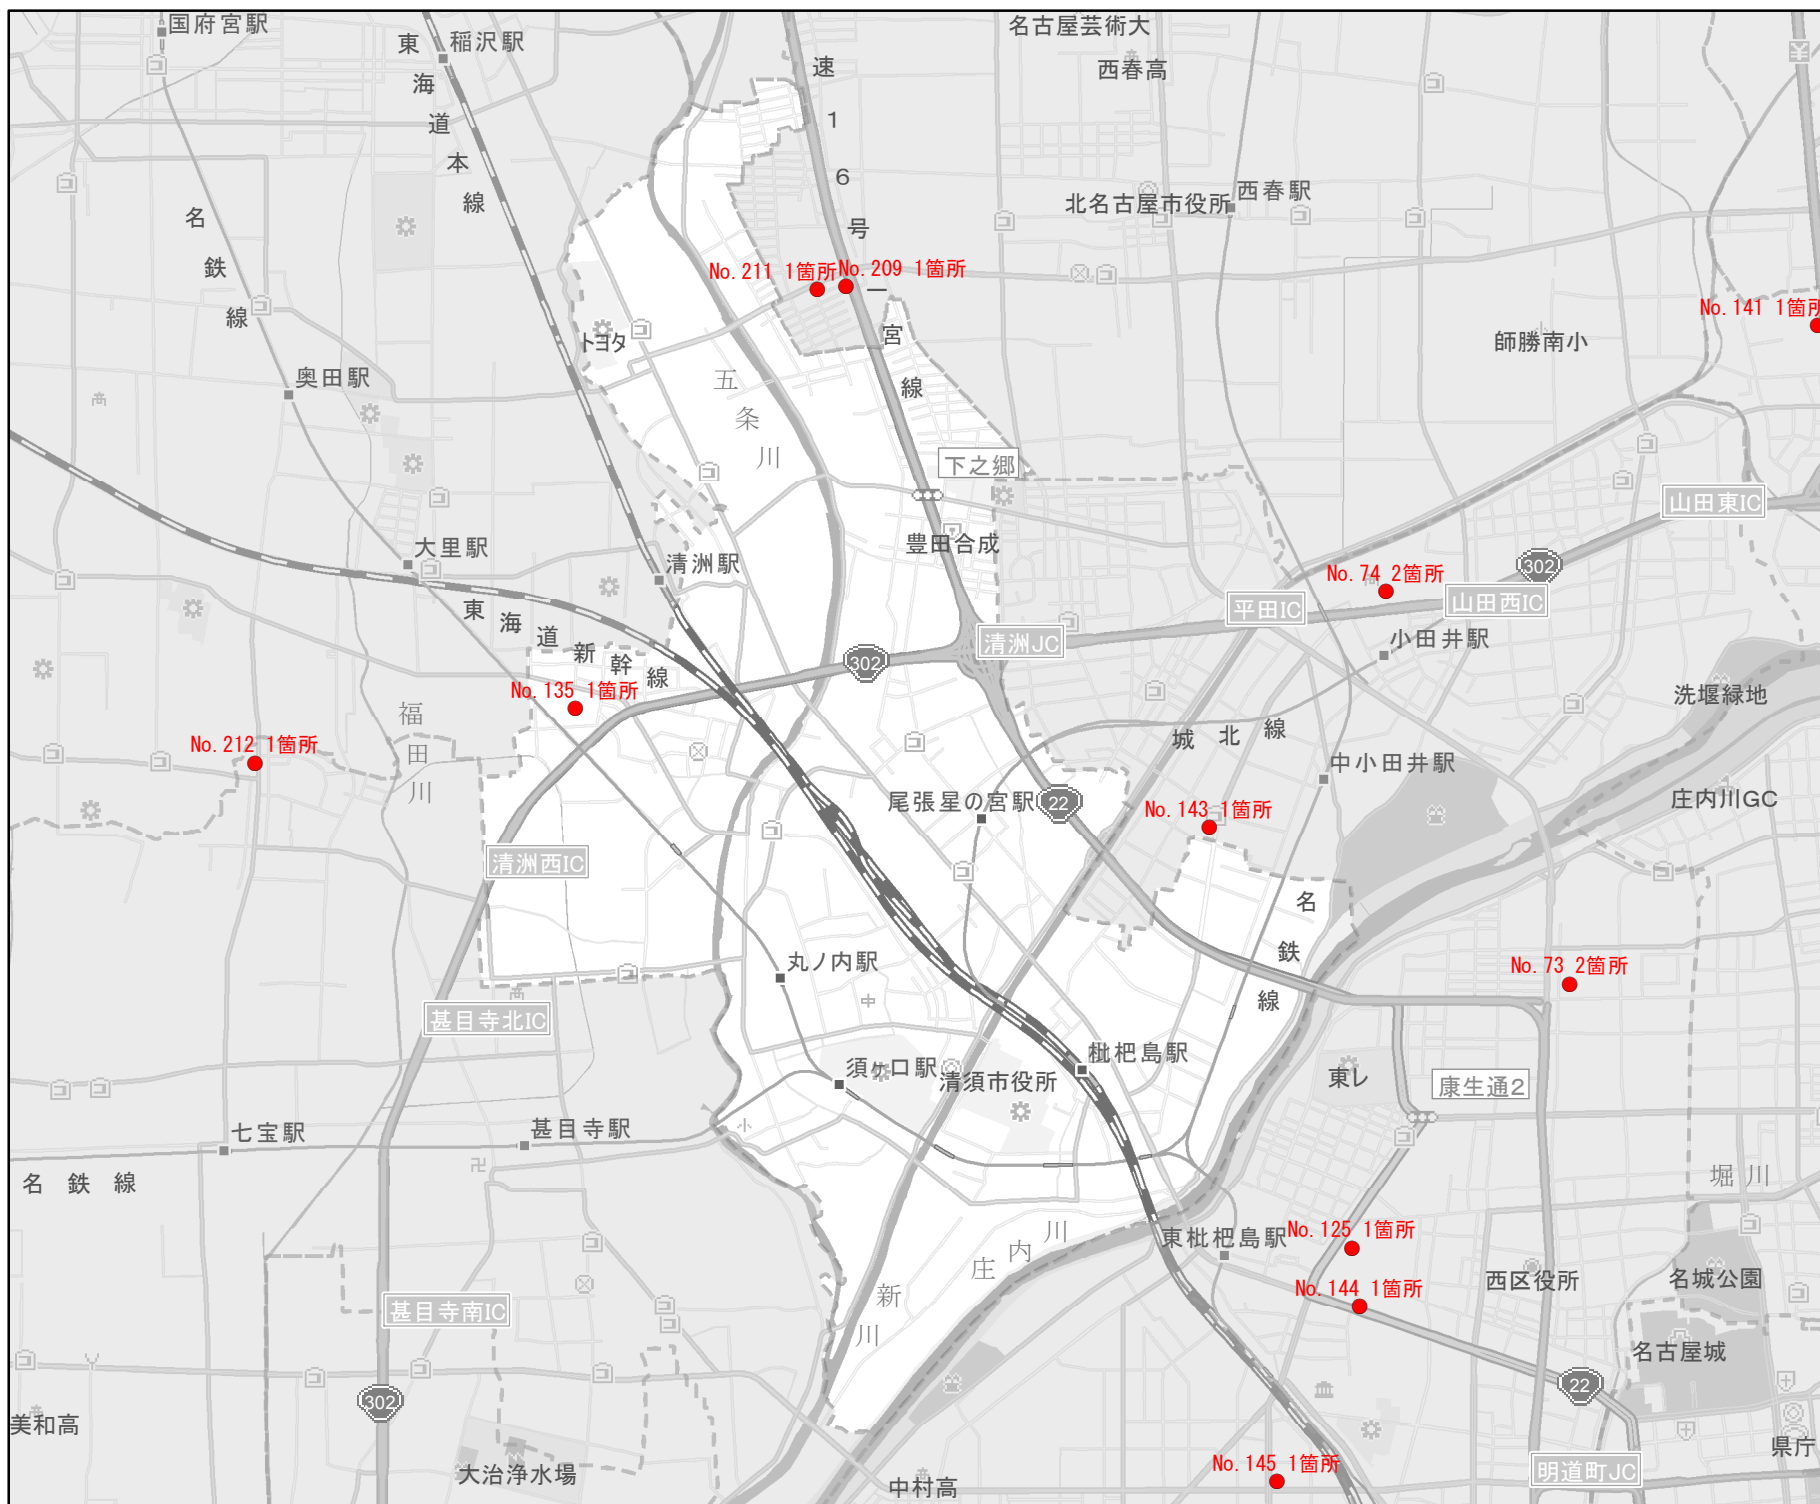 国府宮駅
稲沢駅
東海道本線
名古屋芸術大
西春高
速16号一宮線
北名古屋市役所
西春駅
名鉄線
No.211 1箇所
No.209 1箇所
No.141 1箇所
トヨタ
師勝南小
奥田駅
五条川
下之郷
山田東IC
豊田合成
大里駅
清洲駅
302
No.74 2箇所
平田IC
山田西IC
東海道新幹線
清洲JC
小田井駅
302
No.135 1箇所
洗堰緑地
福田川
No.212 1箇所
城北線
中小田井駅
尾張星の宮駅
22
No.143 1箇所
庄内川GC
清洲西IC
名鉄線
丸ノ内駅
No.73 2箇所
中
甚目寺北IC
須ヶ口駅
清須市役所
枇杷島駅
東レ
康生通2
七宝駅
甚目寺駅
小
名鉄線
堀川
庄内川
東枇杷島駅
No.125 1箇所
西区役所
名城公園
新川
No.144 1箇所
甚目寺南IC
名古屋城
302
22
美和高
大治浄水場
中村高
No.145 1箇所
明道町JC
県庁